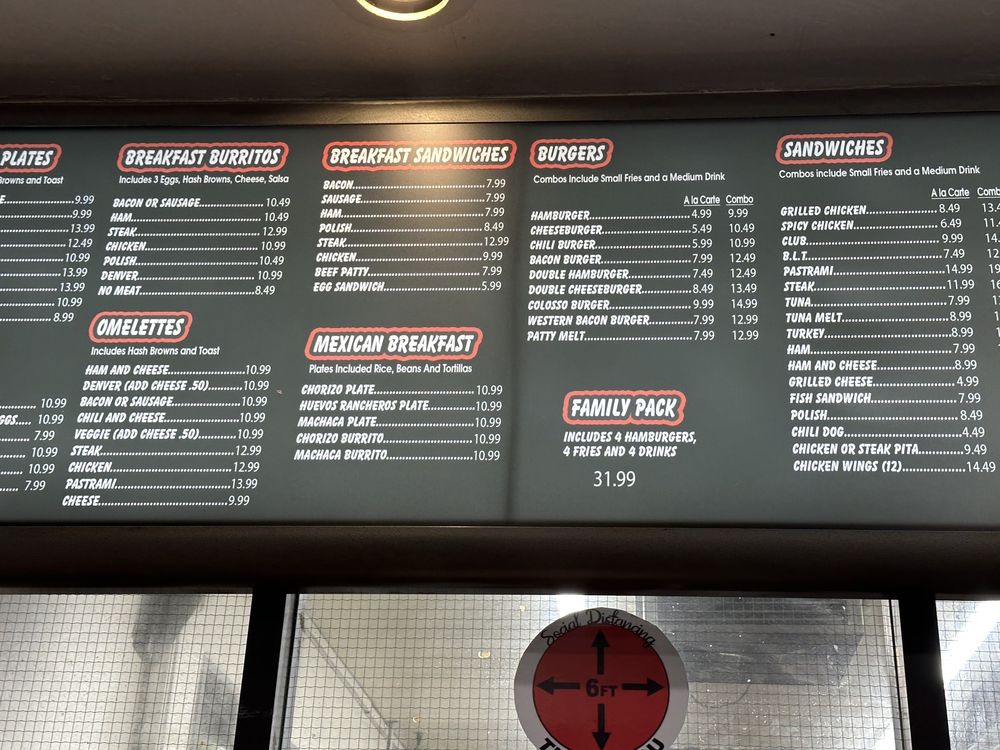 PLATES
Browns and Toast
9.99
9.99
13.99
12.49
10.99
13.99
13.99
10.99
8.99
10.99
10.99
7.99
10.99
10.99
7.99
BREAKFAST BURRITOS
Includes 3 Eggs, Hash Browns, Cheese, Salsa
BACON OR SAUSAGE 10.49
HAM 10.49
STEAK 13.99
CHICKEN 10.99
POLISH 10.49
DENVER 10.99
NO MEAT 8.49
OMELETTES
Includes Hash Browns and Toast
HAM AND CHEESE 10.99
DENVER (ADD CHEESE .50) 10.99
BACON OR SAUSAGE 10.99
CHILI AND CHEESE 10.99
VEGGIE (ADD CHEESE .50) 10.99
STEAK 12.99
CHICKEN 12.99
PASTRAMI 13.99
CHEESE 9.99
BREAKFAST SANDWICHES
BACON 7.99
SAUSAGE 7.99
HAM 7.99
POLISH 8.49
STEAK 12.99
CHICKEN 9.99
BEEF PATTY 7.99
EGG SANDWICH 5.99
MEXICAN BREAKFAST
Plates Included Rice, Beans And Tortillas
CHORIZO PLATE 10.99
HUEVOS RANCHEROS PLATE 10.99
MACHACA PLATE 10.99
CHORIZO BURRITO 10.99
MACHACA BURRITO 10.99
BURGERS
Combos Include Small Fries and a Medium Drink
A la Carte Combo
HAMBURGER 4.99 9.99
CHEESEBURGER 5.49 10.49
CHILI BURGER 5.99 10.99
BACON BURGER 7.99 12.49
DOUBLE HAMBURGER 7.49 12.49
DOUBLE CHEESEBURGER 8.49 13.49
COLOSSO BURGER 9.99 14.99
WESTERN BACON BURGER 7.99 12.99
PATTY MELT 7.99 12.99
FAMILY PACK
INCLUDES 4 HAMBURGERS,
4 FRIES AND 4 DRINKS
31.99
SANDWICHES
Combos include Small Fries and a Medium Drink
A la Carte Combo
GRILLED CHICKEN 8.49
SPICY CHICKEN 6.49
CLUB 9.99
B.L.T. 7.49
PASTRAMI 14.99
STEAK 11.99
TUNA 7.99
TUNA MELT 8.99
TURKEY 8.99
HAM 7.99
HAM AND CHEESE 8.99
GRILLED CHEESE 4.99
FISH SANDWICH 7.99
POLISH 8.49
CHILI DOG 4.49
CHICKEN OR STEAK PITA 9.49
CHICKEN WINGS (12) 14.49
Social Distancing
6FT